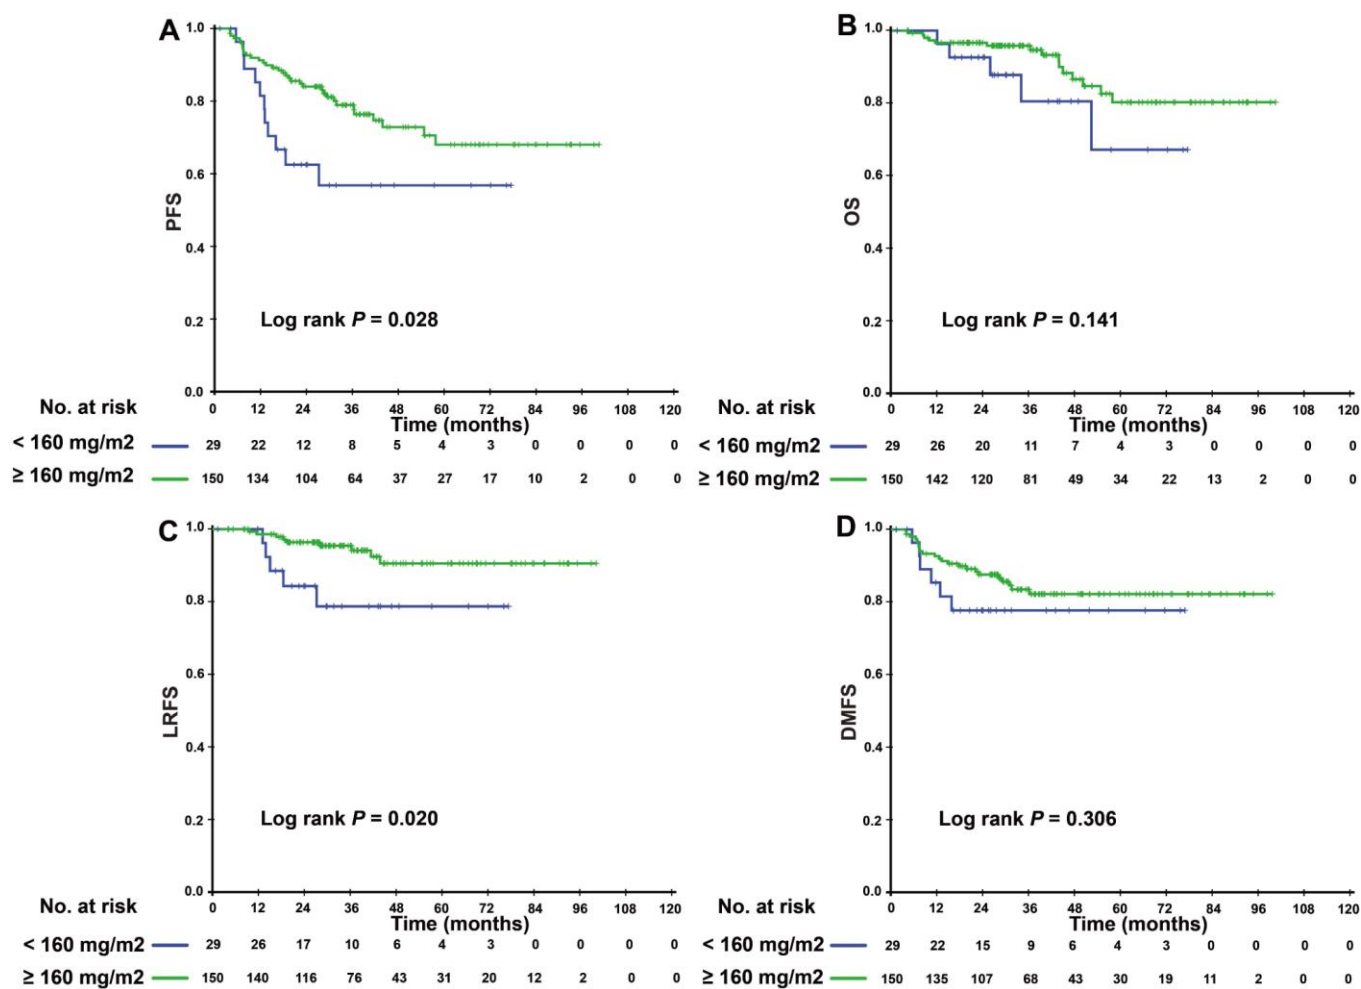 A
1.0
0.8
0.6
0.4
0.2
0.0
PFS
Log rank P = 0.028
0 12 24 36 48 60 72 84 96 108 120
Time (months)
No. at risk
< 160 mg/m2 29 22 12 8 5 4 3 0 0 0 0
≥ 160 mg/m2 150 134 104 64 37 27 17 10 2 0 0
B
1.0
0.8
0.6
0.4
0.2
0.0
OS
Log rank P = 0.141
0 12 24 36 48 60 72 84 96 108 120
Time (months)
No. at risk
< 160 mg/m2 29 26 20 11 7 4 3 0 0 0 0
≥ 160 mg/m2 150 142 120 81 49 34 22 13 2 0 0
C
1.0
0.8
0.6
0.4
0.2
0.0
LRFS
Log rank P = 0.020
0 12 24 36 48 60 72 84 96 108 120
Time (months)
No. at risk
< 160 mg/m2 29 26 17 10 6 4 3 0 0 0 0
≥ 160 mg/m2 150 140 116 76 43 31 20 12 2 0 0
D
1.0
0.8
0.6
0.4
0.2
0.0
DMFS
Log rank P = 0.306
0 12 24 36 48 60 72 84 96 108 120
Time (months)
No. at risk
< 160 mg/m2 29 22 15 9 6 4 3 0 0 0 0
≥ 160 mg/m2 150 135 107 68 43 30 19 11 2 0 0